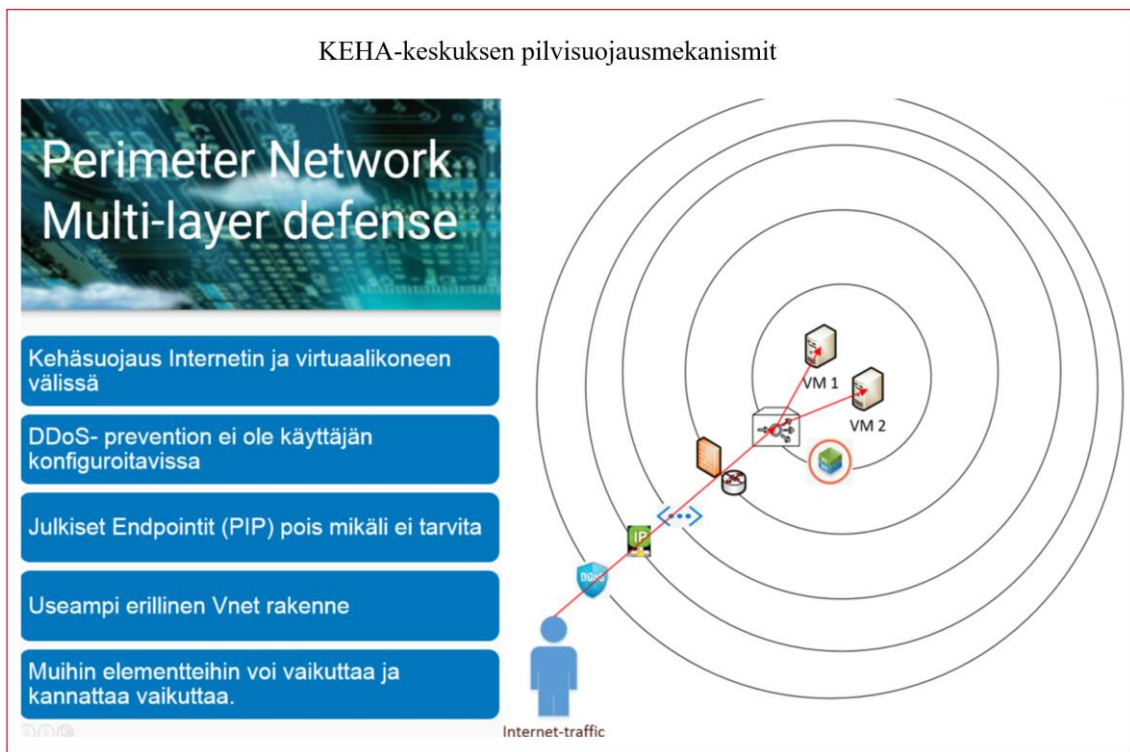 KEHA-keskuksen pilvisuojausmekanismit
Perimeter Network
Multi-layer defense
Kehäsuojaus Internetin ja virtuaalikoneen
välissä
DDoS- prevention ei ole käyttäjän
konfiguroitavissa
Julkiset Endpointit (PIP) pois mikäli ei tarvita
Useampi erillinen Vnet rakenne
Muihin elementteihin voi vaikuttaa ja
kannattaa vaikuttaa.
VM 1
VM 2
IP
DDoS
Internet-traffic